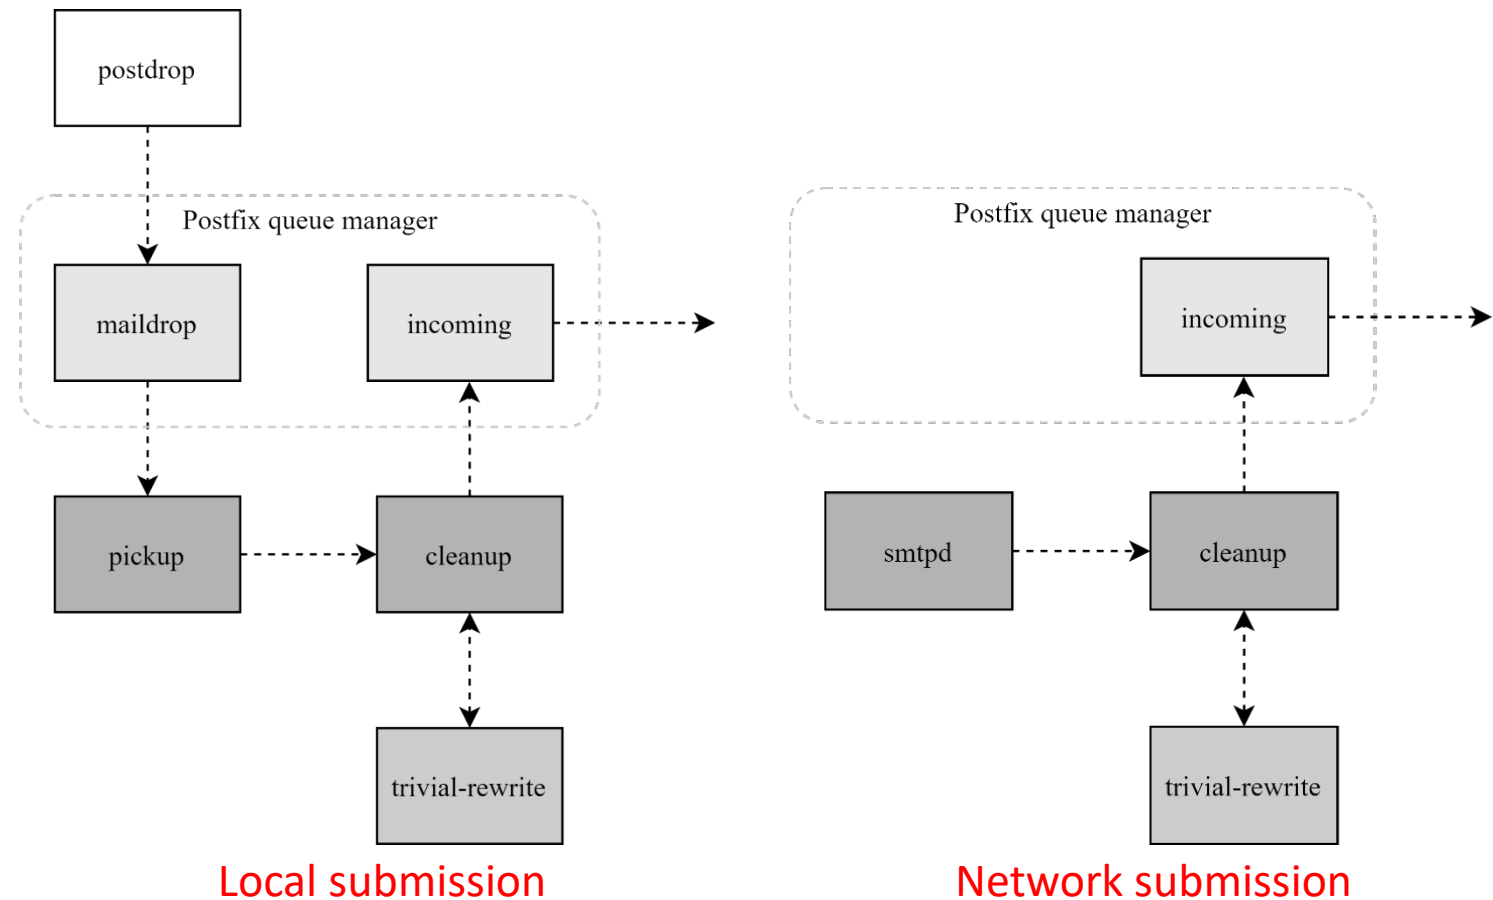 postdrop
Postfix queue manager
maildrop
incoming
pickup
cleanup
trivial-rewrite
Local submission
Postfix queue manager
incoming
smtpd
cleanup
trivial-rewrite
Network submission